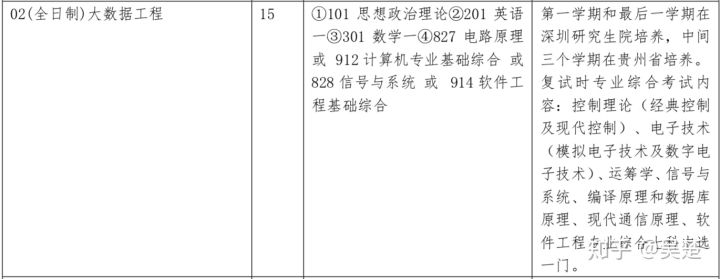 02(全日制)大数据工程
15
①101 思想政治理论②201 英语
一③301 数学一④827 电路原理
或 912 计算机专业基础综合 或
828 信号与系统 或 914 软件工
程基础综合
第一学期和最后一学期在
深圳研究生院培养，中间
三个学期在贵州省培养。
复试时专业综合考试内
容：控制理论（经典控制
及现代控制）、电子技术
（模拟电子技术及数字电
子技术）、运筹学、信号与
系统、编译原理和数据库
原理、现代通信原理、软
件工程专业综合七科内选
一门。
知乎 @吴楚